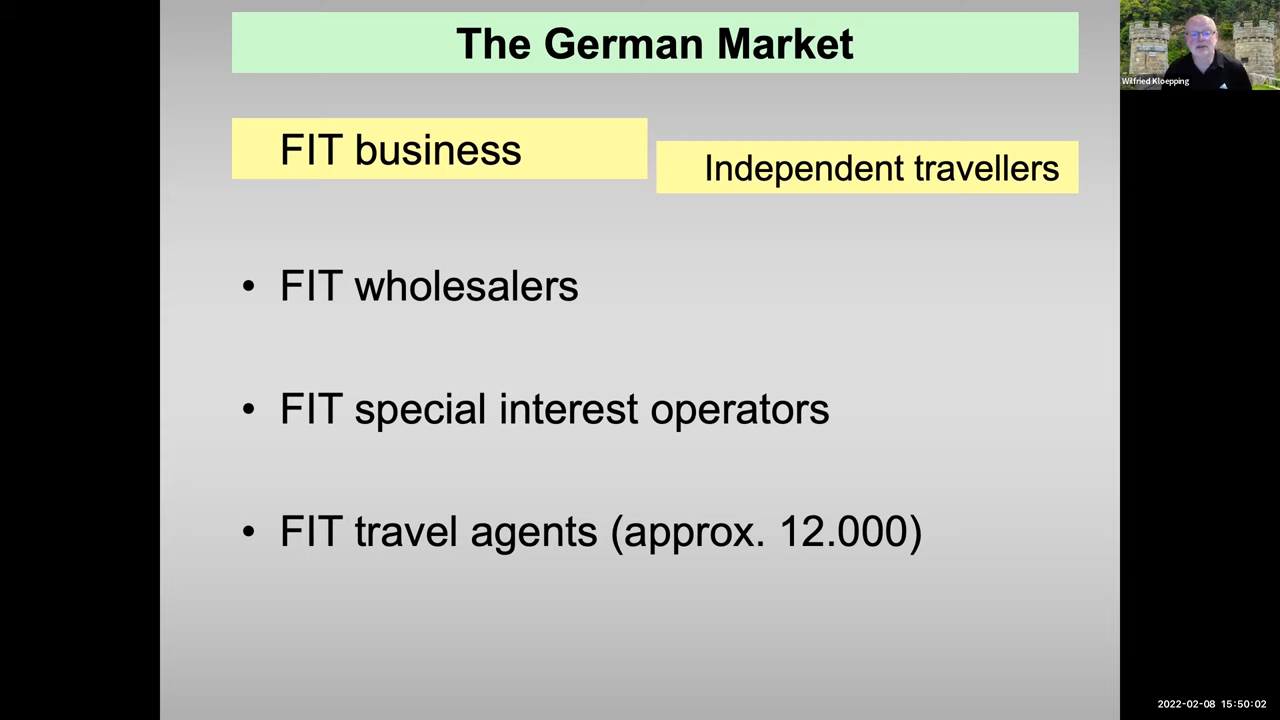 The German Market
FIT business
Independent travellers
• FIT wholesalers
• FIT special interest operators
• FIT travel agents (approx. 12.000)
Wilfried Kloepping
2022-02-08 15:50:02